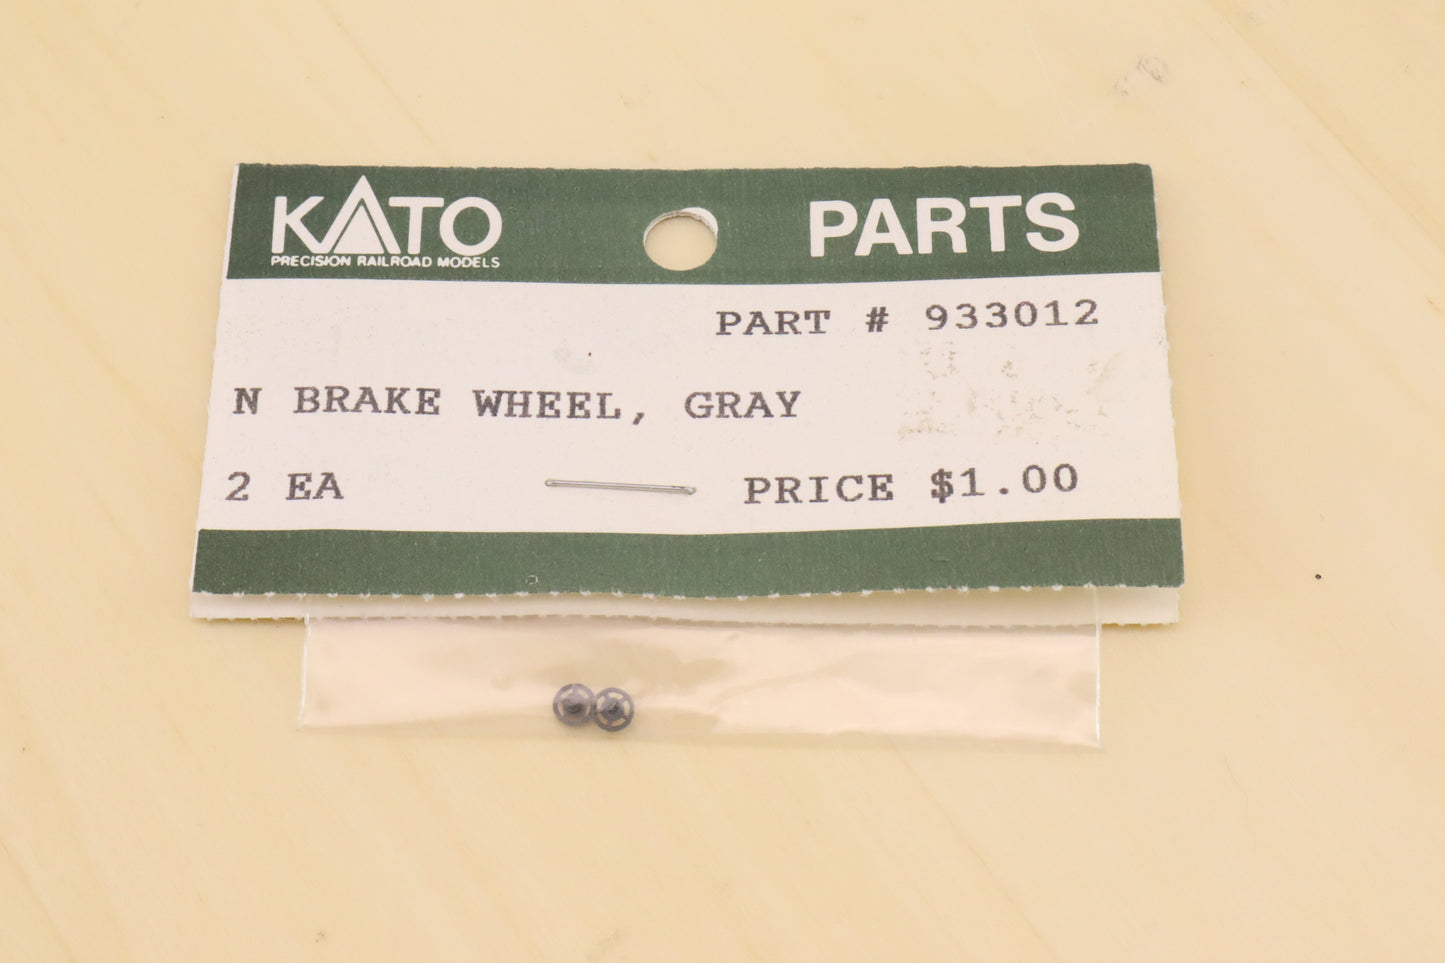 KATO PARTS
PRECISION RAILROAD MODELS
PART # 933012
N BRAKE WHEEL, GRAY
2 EA PRICE $1.00